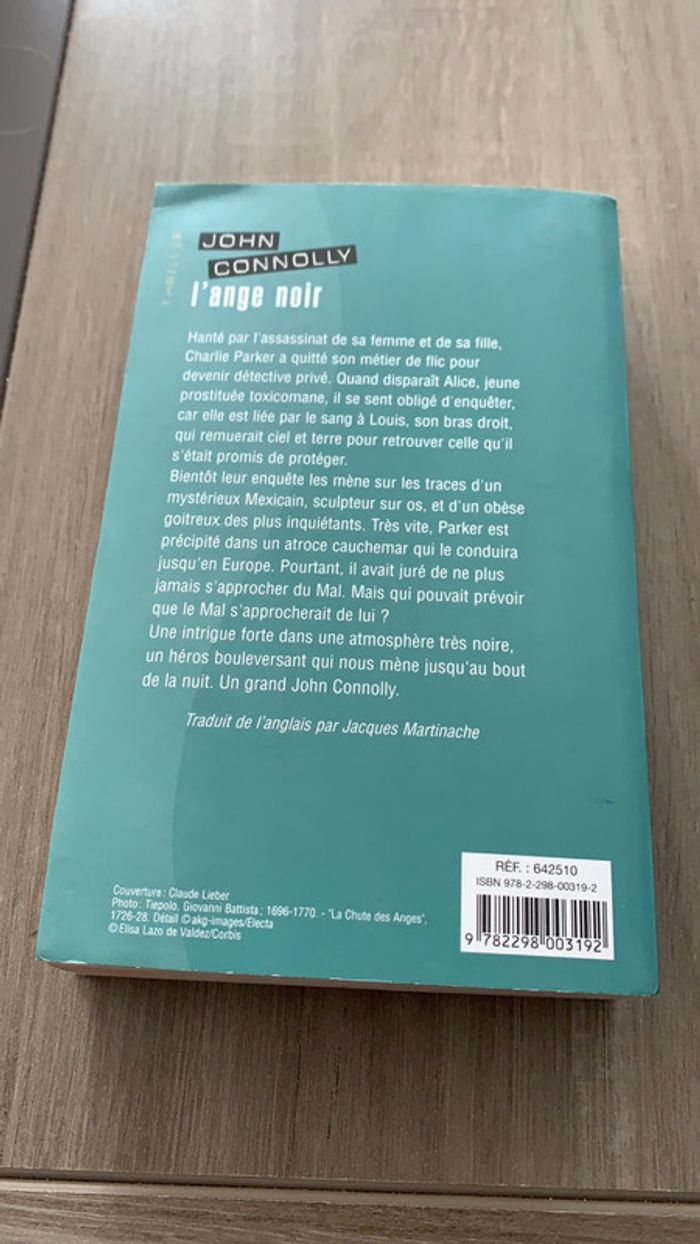 THRILLER
JOHN
CONNOLLY
l'ange noir
Hanté par l'assassinat de sa femme et de sa fille,
Charlie Parker a quitté son métier de flic pour
devenir détective privé. Quand disparaît Alice, jeune
prostituée toxicomane, il se sent obligé d'enquêter,
car elle est liée par le sang à Louis, son bras droit,
qui remuerait ciel et terre pour retrouver celle qu'il
s'était promis de protéger.
Bientôt leur enquête les mène sur les traces d'un
mystérieux Mexicain, sculpteur sur os, et d'un obèse
goitreux des plus inquiétants. Très vite, Parker est
précipité dans un atroce cauchemar qui le conduira
jusqu'en Europe. Pourtant, il avait juré de ne plus
jamais s'approcher du Mal. Mais qui pouvait prévoir
que le Mal s'approcherait de lui ?
Une intrigue forte dans une atmosphère très noire,
un héros bouleversant qui nous mène jusqu'au bout
de la nuit. Un grand John Connolly.
Traduit de l'anglais par Jacques Martinache
Couverture : Claude Lieber
Photo : Tiepolo, Giovanni Battista ; 1696-1770. - "La Chute des Anges",
1726-28. Détail ©akg-images/Electa
©Elisa Lazo de Valdez/Corbis
RÉF. : 642510
ISBN 978-2-298-00319-2
9 782298 003192